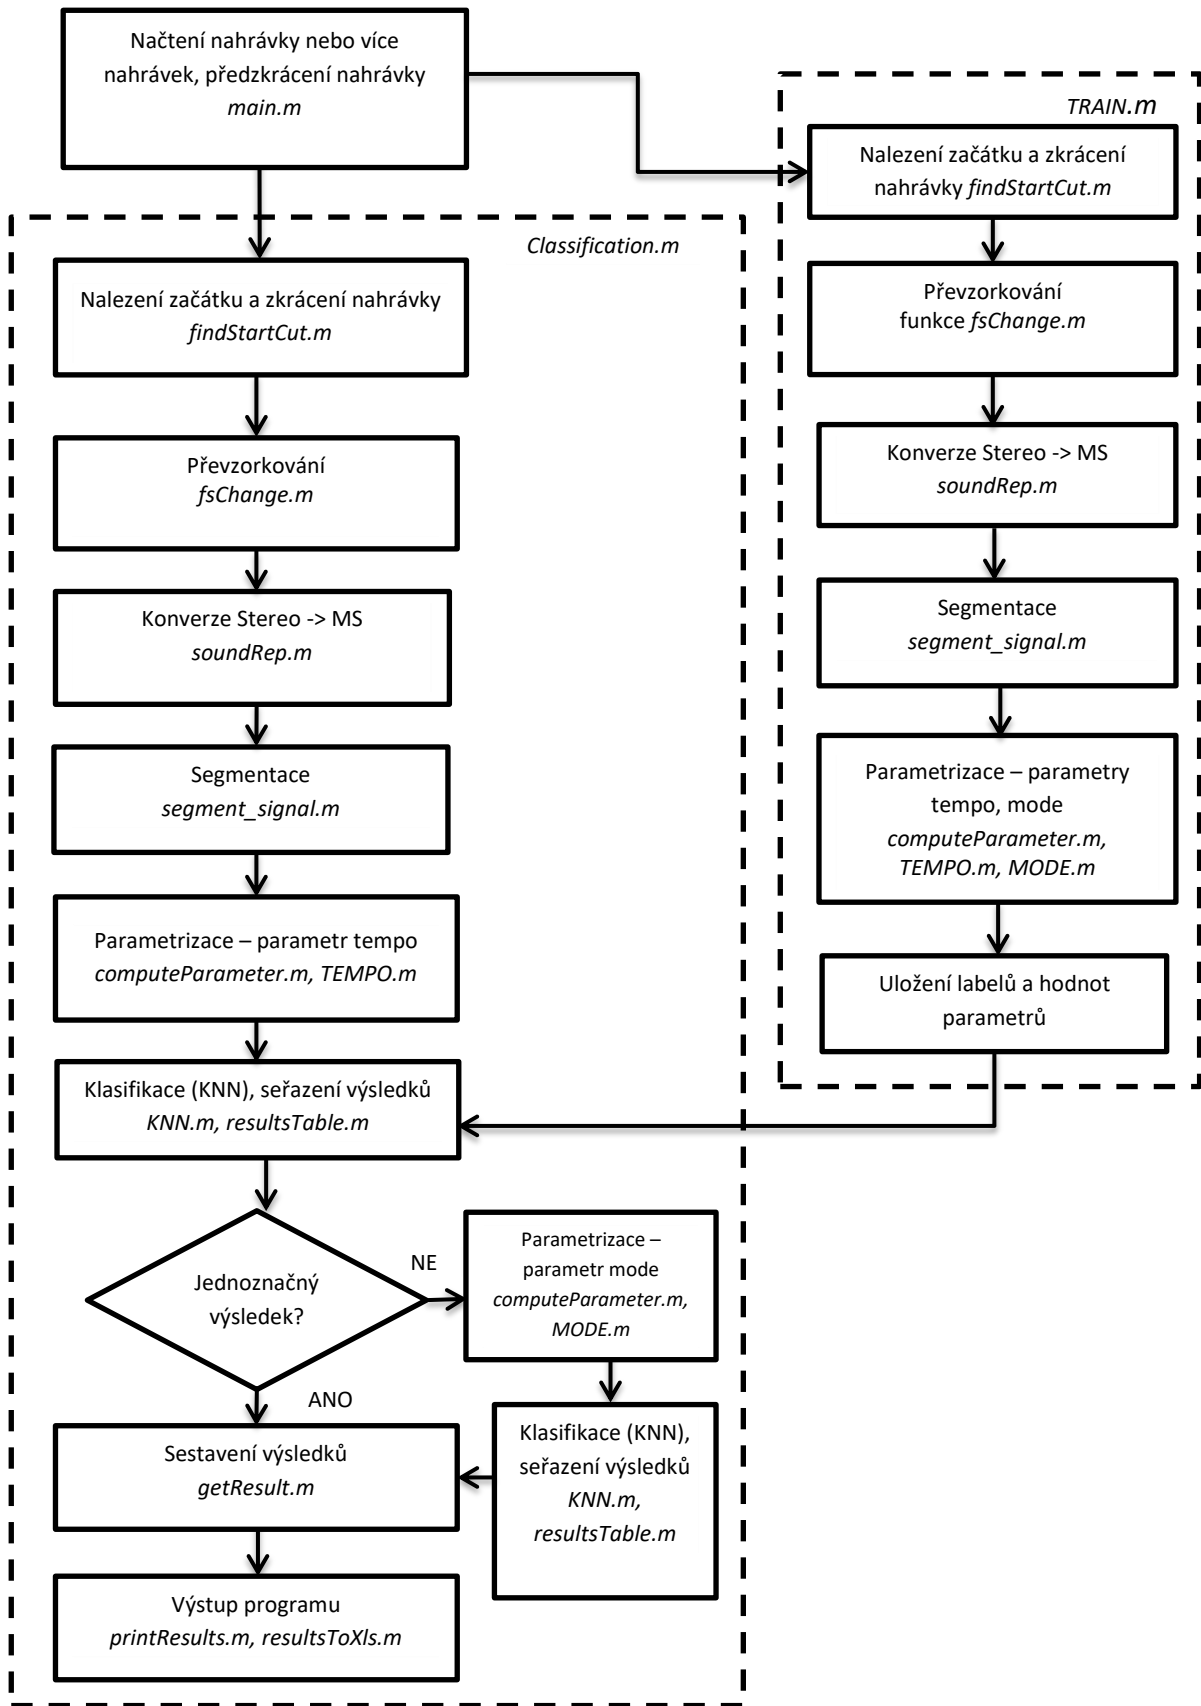 Načtení nahrávky nebo více
nahrávek, předzkrácení nahrávky
main.m
TRAIN.m
Nalezení začátku a zkrácení
nahrávky findStartCut.m
Převzorkování
funkce fsChange.m
Konverze Stereo -> MS
soundRep.m
Segmentace
segment_signal.m
Parametrizace – parametry
tempo, mode
computeParameter.m,
TEMPO.m, MODE.m
Uložení labelů a hodnot
parametrů
Classification.m
Nalezení začátku a zkrácení nahrávky
findStartCut.m
Převzorkování
fsChange.m
Konverze Stereo -> MS
soundRep.m
Segmentace
segment_signal.m
Parametrizace – parametr tempo
computeParameter.m, TEMPO.m
Klasifikace (KNN), seřazení výsledků
KNN.m, resultsTable.m
Jednoznačný
výsledek?
NE
Parametrizace –
parametr mode
computeParameter.m,
MODE.m
Klasifikace (KNN),
seřazení výsledků
KNN.m,
resultsTable.m
ANO
Sestavení výsledků
getResult.m
Výstup programu
printResults.m, resultsToXls.m